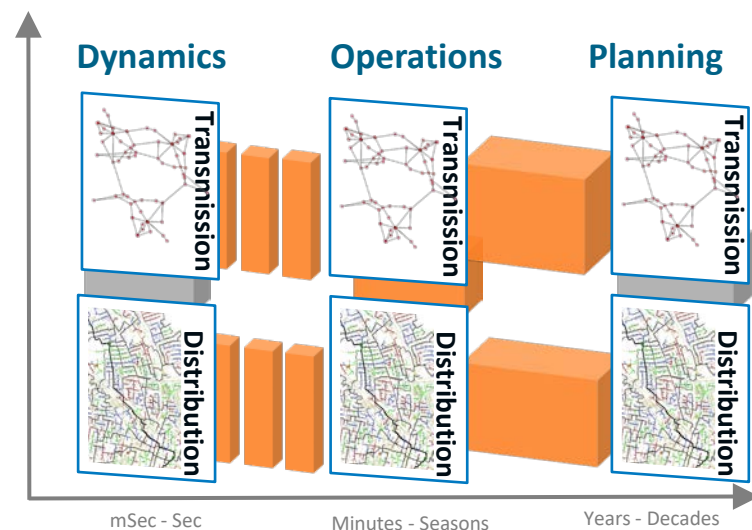 Dynamics
Operations
Planning
Transmission
Transmission
Transmission
Distribution
Distribution
Distribution
mSec - Sec
Minutes - Seasons
Years - Decades